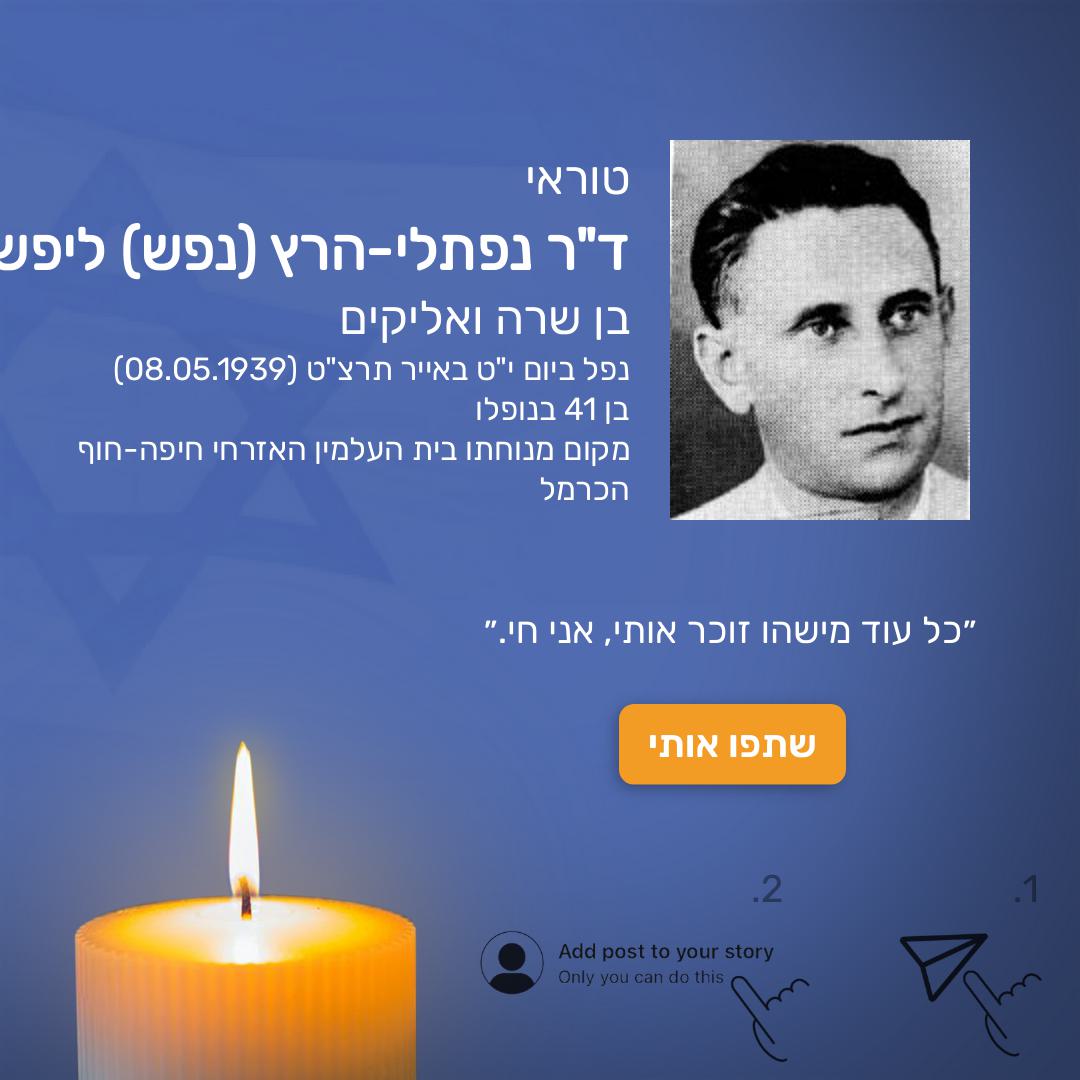 טוראי
ד"ר נפתלי-הרץ (נפש)
בן שרה ואליקים
נפל ביום י"ט באייר תרצ"ט (08.05.1939)
בן 41 בנופלו
מקום מנוחתו בית העלמין האזרחי חיפה-חוף
הכרמל
״כל עוד מישהו זוכר אותי, אני חי.״
שתפו אותי
1.
2.
Add post to your story
Only you can do this